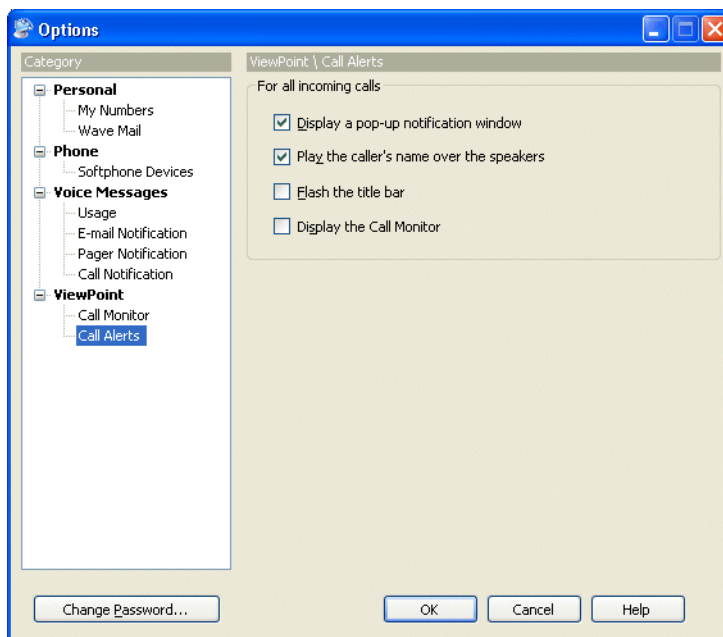 Options
Category
Personal
My Numbers
Wave Mail
Phone
Softphone Devices
Voice Messages
Usage
E-mail Notification
Pager Notification
Call Notification
ViewPoint
Call Monitor
Call Alerts
ViewPoint \ Call Alerts
For all incoming calls
Display a pop-up notification window
Play the caller's name over the speakers
Flash the title bar
Display the Call Monitor
Change Password...
OK
Cancel
Help